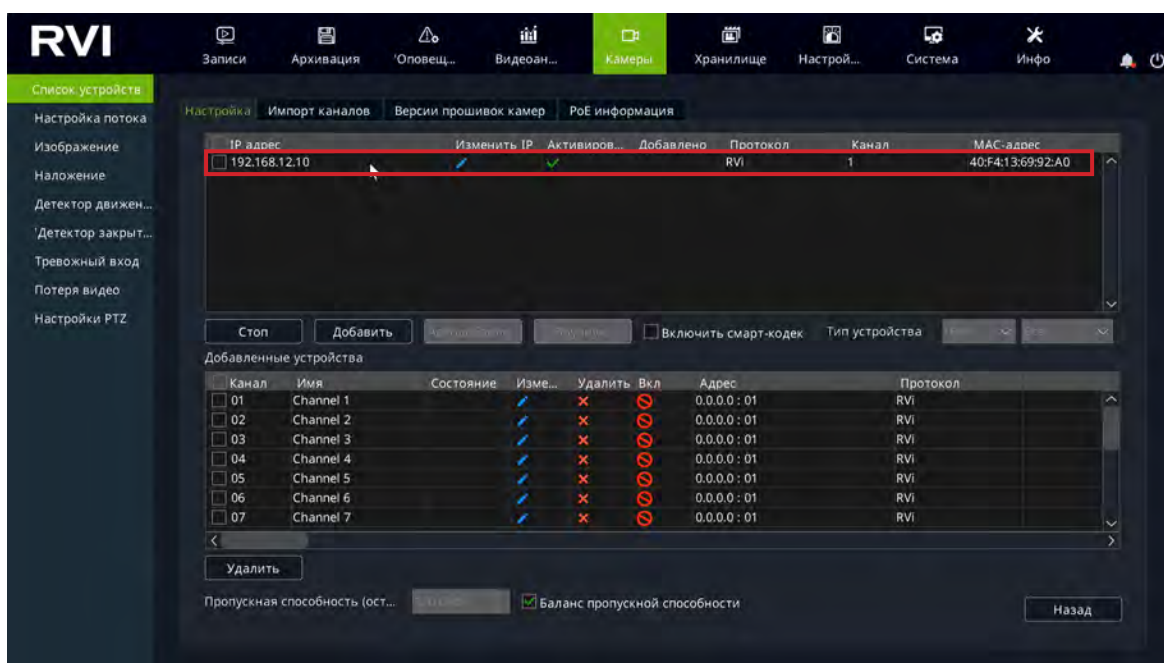 RVI
Записи
Архивация
'Оповещ...
Видеоан...
Камеры
Хранилище
Настрой...
Система
Инфо
Список устройств
Настройка потока
Изображение
Наложение
Детектор движен...
'Детектор закрыт...
Тревожный вход
Потеря видео
Настройки PTZ
Настройка Импорт каналов Версии прошивок камер PoE информация
IP адрес Изменить IP Активиров... Добавлено Протокол Канал MAC-адрес
192.168.12.10 RVi 1 40:F4:13:69:92:A0
Стоп Добавить Включить смарт-кодек Тип устройства
Добавленные устройства
Канал Имя Состояние Изме... Удалить Вкл Адрес Протокол
01 Channel 1 0.0.0.0 : 01 RVi
02 Channel 2 0.0.0.0 : 01 RVi
03 Channel 3 0.0.0.0 : 01 RVi
04 Channel 4 0.0.0.0 : 01 RVi
05 Channel 5 0.0.0.0 : 01 RVi
06 Channel 6 0.0.0.0 : 01 RVi
07 Channel 7 0.0.0.0 : 01 RVi
Удалить
Пропускная способность (ост... Баланс пропускной способности
Назад